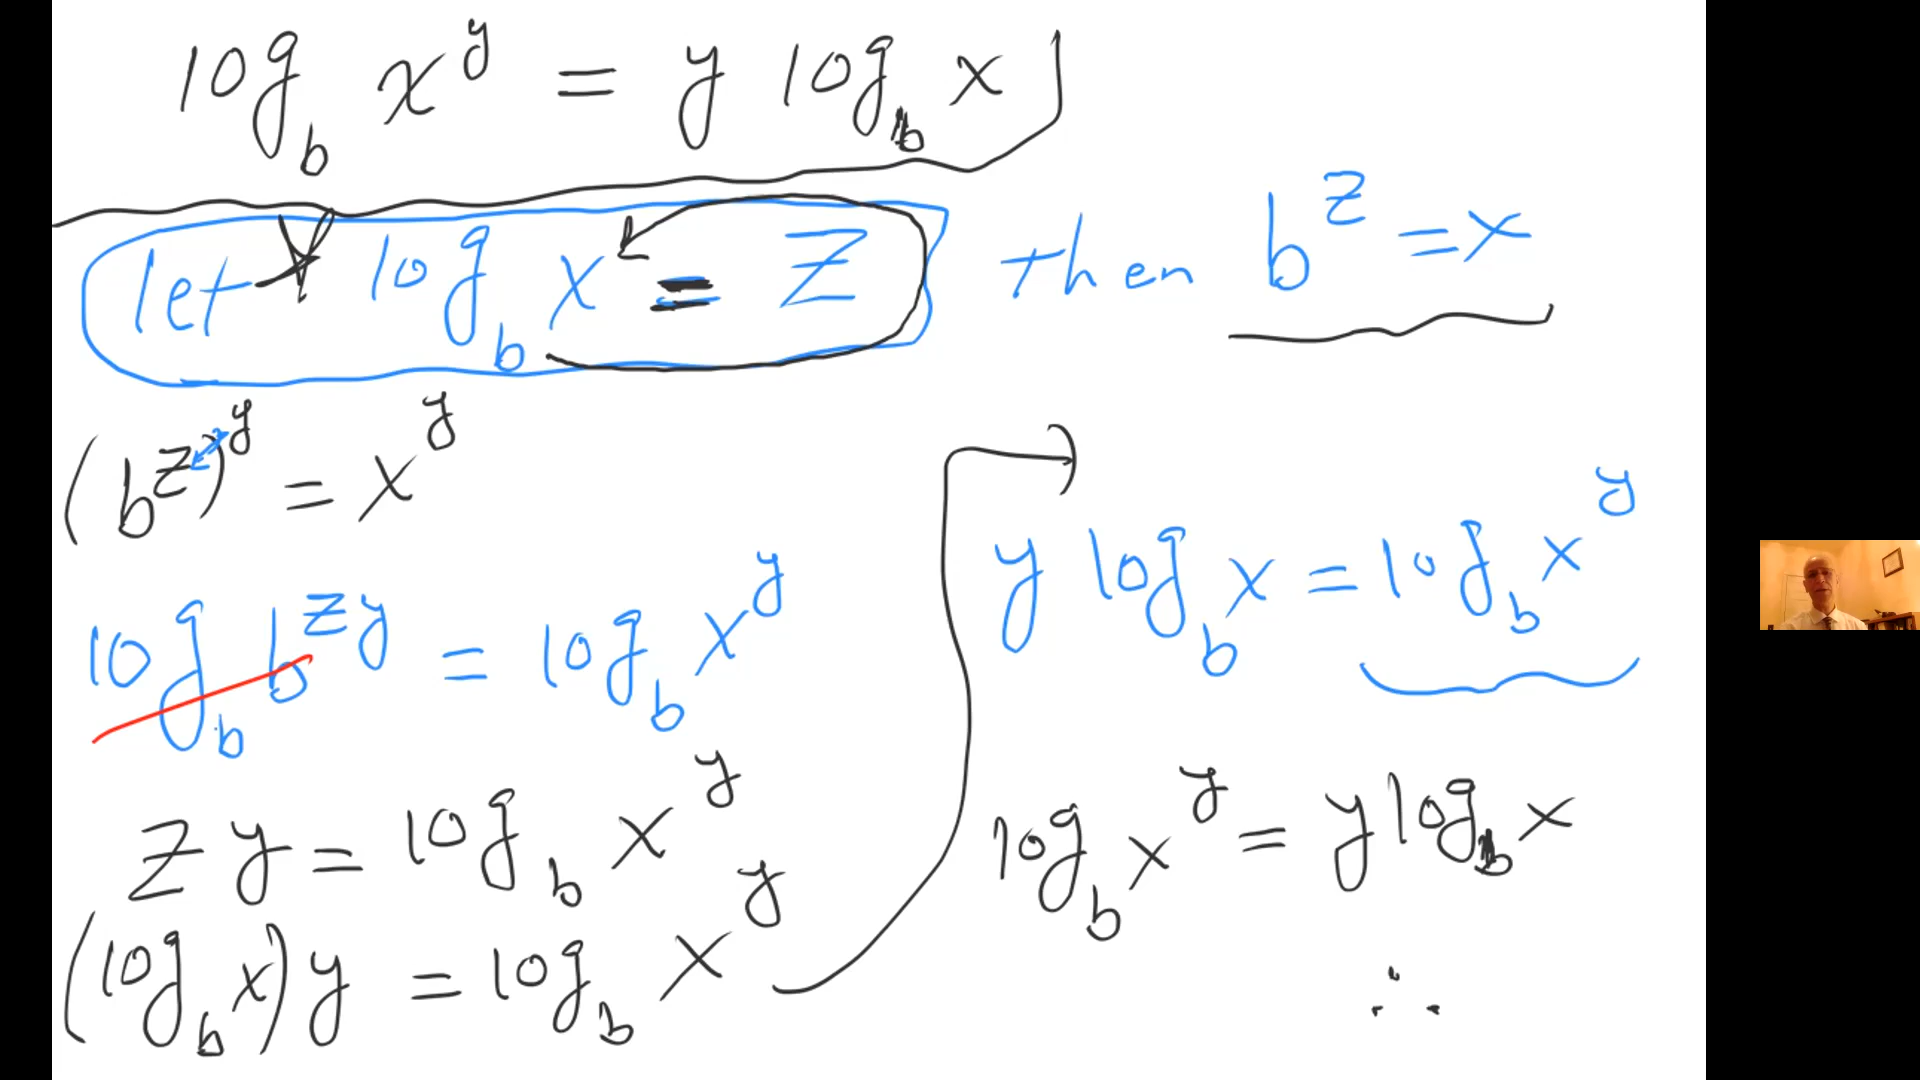 log_b x^y = y log_b x
let log_b x = z then b^z = x
(b^z)^y = x^y
log_b b^zy = log_b x^y
zy = log_b x^y
(log_b x) y = log_b x^y
y log_b x = log_b x^y
log_b x^y = y log_b x
∴